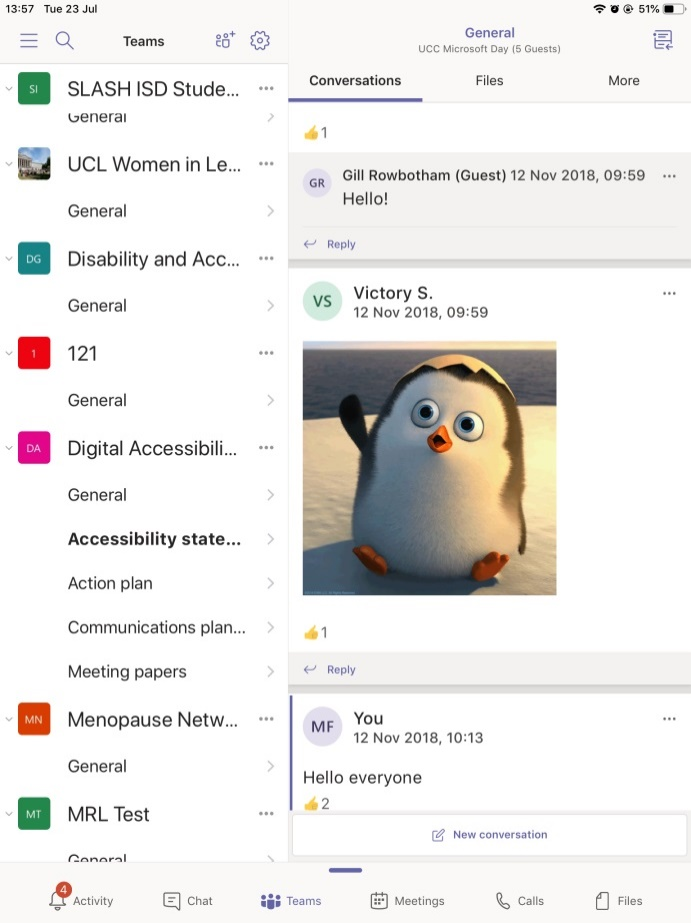 13:57 Tue 23 Jul
51%
Teams
SI SLASH ISD Stude...
General
UCL Women in Le...
General
DG Disability and Acc...
General
1 121
General
DA Digital Accessibili...
General
Accessibility state...
Action plan
Communications plan...
Meeting papers
MN Menopause Netw...
General
MT MRL Test
General
General
UCC Microsoft Day (5 Guests)
Conversations Files More
1
GR Gill Rowbotham (Guest) 12 Nov 2018, 09:59
Hello!
Reply
VS Victory S.
12 Nov 2018, 09:59
1
Reply
MF You
12 Nov 2018, 10:13
Hello everyone
2
New conversation
4
Activity Chat Teams Meetings Calls Files